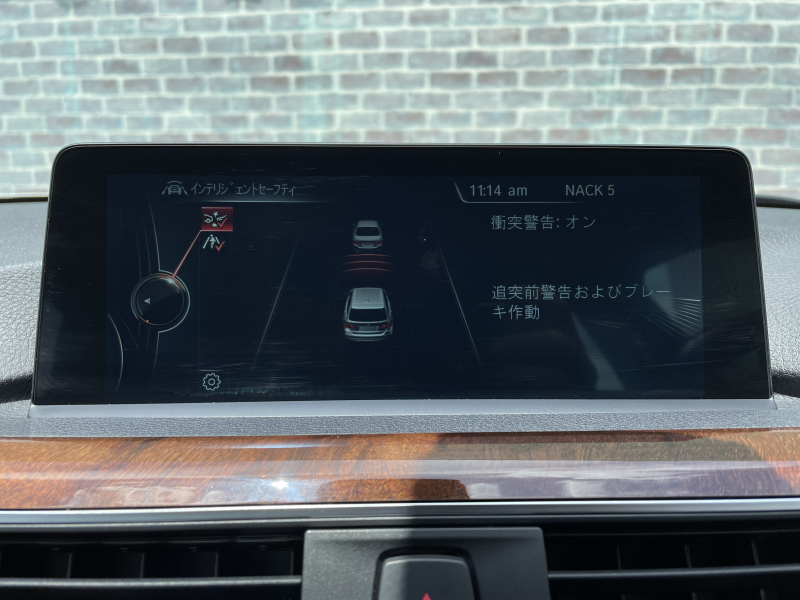 インテリジェントセーフティ
11:14 am
NACK 5
衝突警告: オン
追突前警告およびブレー
キ作動